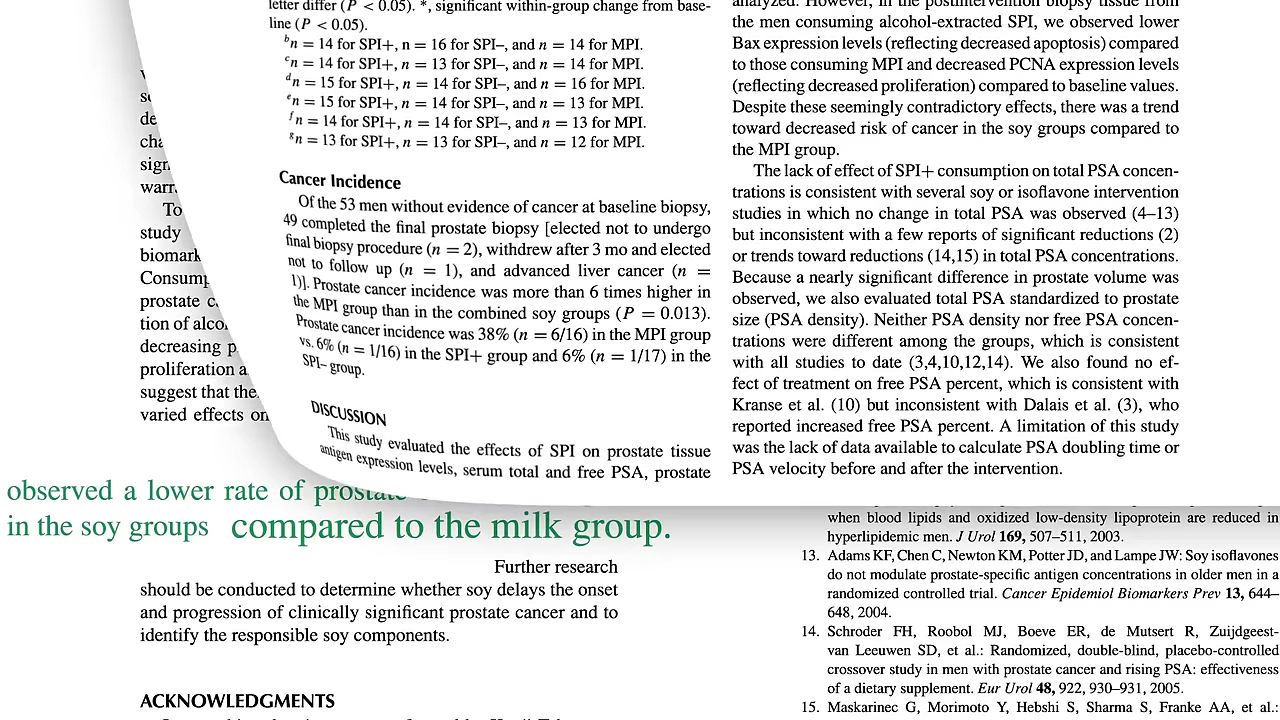 letter differ (P < 0.05). *, significant within-group change from base-
line (P < 0.05).
bn = 14 for SPI+, n = 16 for SPI–, and n = 14 for MPI.
cn = 14 for SPI+, n = 13 for SPI–, and n = 14 for MPI.
dn = 15 for SPI+, n = 14 for SPI–, and n = 16 for MPI.
en = 15 for SPI+, n = 14 for SPI–, and n = 13 for MPI.
fn = 14 for SPI+, n = 14 for SPI–, and n = 13 for MPI.
gn = 13 for SPI+, n = 13 for SPI–, and n = 12 for MPI.
Cancer Incidence
Of the 53 men without evidence of cancer at baseline biopsy,
49 completed the final prostate biopsy [elected not to undergo
final biopsy procedure (n = 2), withdrew after 3 mo and elected
not to follow up (n = 1), and advanced liver cancer (n =
1)]. Prostate cancer incidence was more than 6 times higher in
the MPI group than in the combined soy groups (P = 0.013).
Prostate cancer incidence was 38% (n = 6/16) in the MPI group
vs. 6% (n = 1/16) in the SPI+ group and 6% (n = 1/17) in the
SPI– group.
DISCUSSION
This study evaluated the effects of SPI on prostate tissue
antigen expression levels, serum total and free PSA, prostate
analyzed. However, in the postintervention biopsy tissue from
the men consuming alcohol-extracted SPI, we observed lower
Bax expression levels (reflecting decreased apoptosis) compared
to those consuming MPI and decreased PCNA expression levels
(reflecting decreased proliferation) compared to baseline values.
Despite these seemingly contradictory effects, there was a trend
toward decreased risk of cancer in the soy groups compared to
the MPI group.
The lack of effect of SPI+ consumption on total PSA concen-
trations is consistent with several soy or isoflavone intervention
studies in which no change in total PSA was observed (4–13)
but inconsistent with a few reports of significant reductions (2)
or trends toward reductions (14,15) in total PSA concentrations.
Because a nearly significant difference in prostate volume was
observed, we also evaluated total PSA standardized to prostate
size (PSA density). Neither PSA density nor free PSA concen-
trations were different among the groups, which is consistent
with all studies to date (3,4,10,12,14). We also found no ef-
fect of treatment on free PSA percent, which is consistent with
Kranse et al. (10) but inconsistent with Dalais et al. (3), who
reported increased free PSA percent. A limitation of this study
was the lack of data available to calculate PSA doubling time or
PSA velocity before and after the intervention.
de
cha
sign
warr
To
study
biomark
Consump
prostate c
tion of alco
decreasing p
proliferation a
suggest that the
varied effects on
observed a lower rate of prostate
in the soy groups compared to the milk group.
Further research
should be conducted to determine whether soy delays the onset
and progression of clinically significant prostate cancer and to
identify the responsible soy components.
ACKNOWLEDGMENTS
when blood lipids and oxidized low-density lipoprotein are reduced in
hyperlipidemic men. J Urol 169, 507–511, 2003.
13. Adams KF, Chen C, Newton KM, Potter JD, and Lampe JW: Soy isoflavones
do not modulate prostate-specific antigen concentrations in older men in a
randomized controlled trial. Cancer Epidemiol Biomarkers Prev 13, 644–
648, 2004.
14. Schroder FH, Roobol MJ, Boeve ER, de Mutsert R, Zuijdgeest-
van Leeuwen SD, et al.: Randomized, double-blind, placebo-controlled
crossover study in men with prostate cancer and rising PSA: effectiveness
of a dietary supplement. Eur Urol 48, 922, 930–931, 2005.
15. Maskarinec G, Morimoto Y, Hebshi S, Sharma S, Franke AA, et al.: